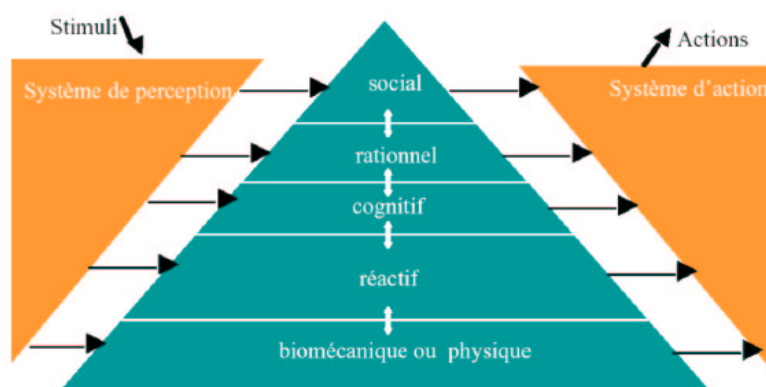 Stimuli
Actions
Système de perception
social
Système d'action
rationnel
cognitif
réactif
biomécanique ou physique